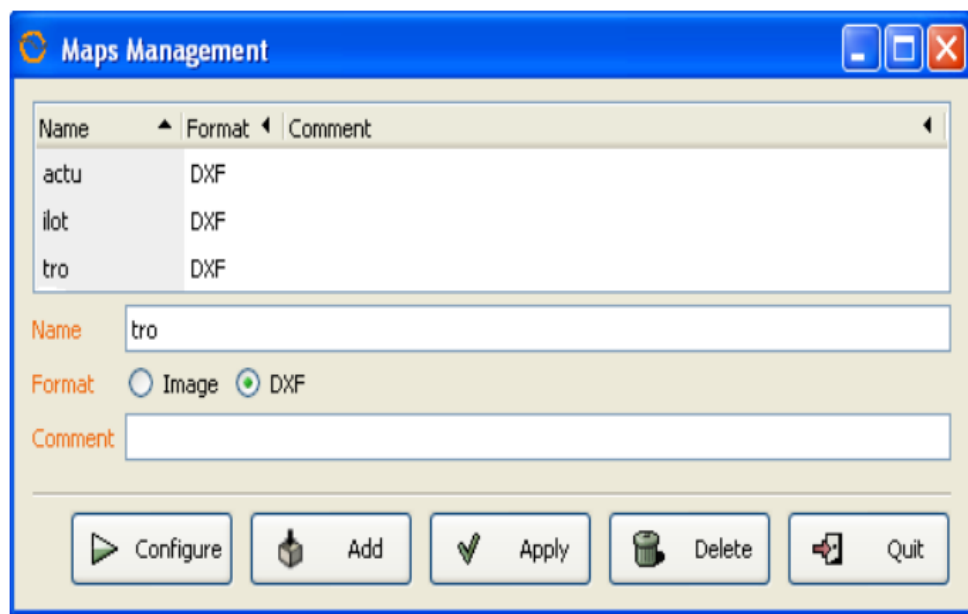 Maps Management
Name Format Comment
actu DXF
ilot DXF
tro DXF
Name tro
Format Image DXF
Comment
Configure Add Apply Delete Quit